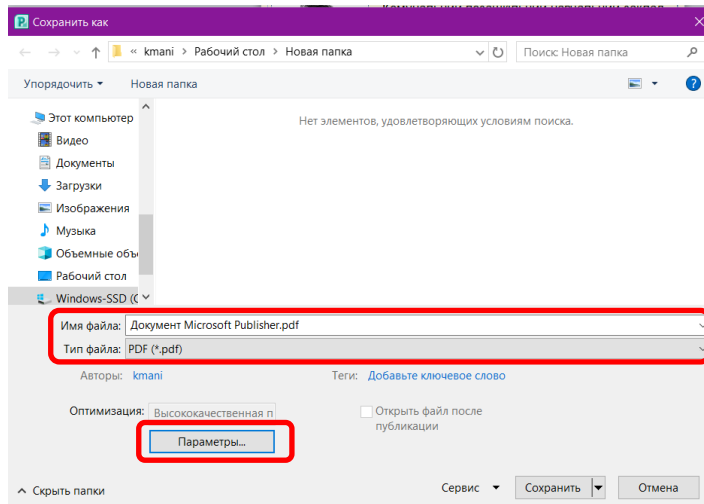 Сохранить как
« kmani > Рабочий стол > Новая папка
Поиск: Новая папка
Упорядочить
Новая папка
Этот компьютер
Нет элементов, удовлетворяющих условиям поиска.
Видео
Документы
Загрузки
Изображения
Музыка
Объемные объ
Рабочий стол
Windows-SSD (C
Имя файла: Документ Microsoft Publisher.pdf
Тип файла: PDF (*.pdf)
Авторы: kmani
Теги: Добавьте ключевое слово
Оптимизация: Высококачественная п
Открыть файл после
публикации
Параметры...
Скрыть папки
Сервис
Сохранить
Отмена